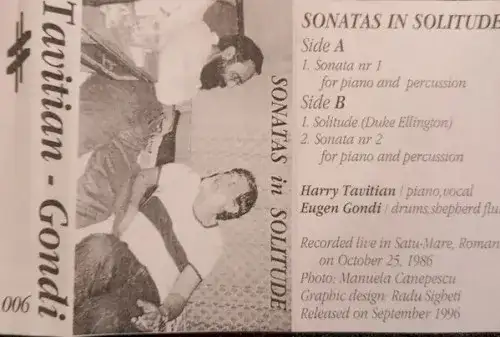 Tavitian - Gondi
006
SONATAS in SOLITUDE
SONATAS IN SOLITUDE
Side A
1. Sonata nr 1
for piano and percussion
Side B
1. Solitude (Duke Ellington)
2. Sonata nr 2
for piano and percussion
Harry Tavitian / piano,vocal
Eugen Gondi / drums,shepherd flu
Recorded live in Satu-Mare, Roman
on October 25, 1986
Photo: Manuela Canepescu
Graphic design: Radu Sigheti
Released on September 1996